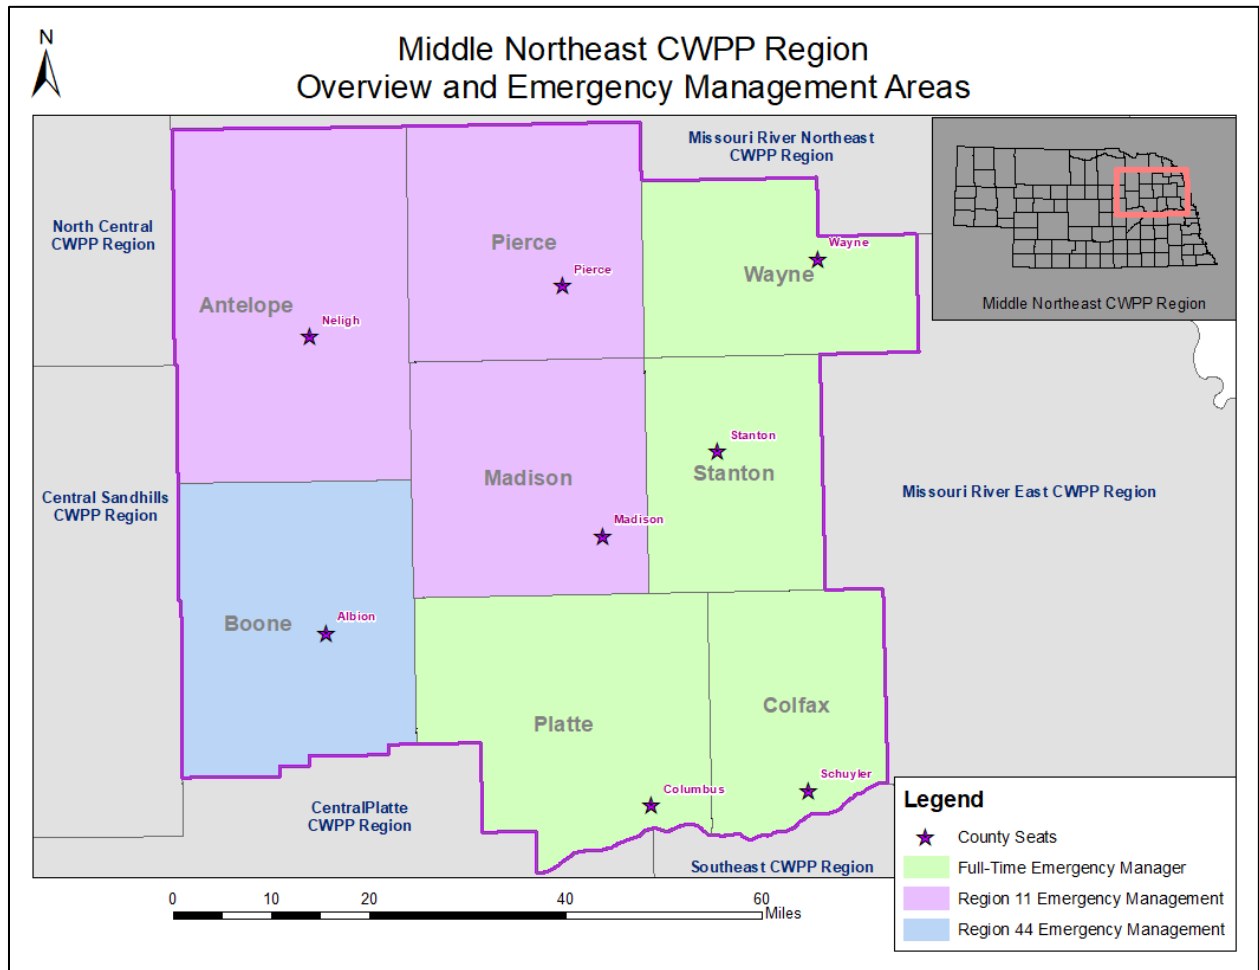 N
Middle Northeast CWPP Region
Overview and Emergency Management Areas
Missouri River Northeast
CWPP Region
North Central
CWPP Region
Pierce
Pierce
Wayne
Wayne
Antelope
Neligh
Middle Northeast CWPP Region
Stanton
Stanton
Madison
Madison
Central Sandhills
CWPP Region
Missouri River East CWPP Region
Boone
Albion
Platte
Columbus
Colfax
Schuyler
CentralPlatte
CWPP Region
Southeast CWPP Region
Legend
County Seats
Full-Time Emergency Manager
Region 11 Emergency Management
Region 44 Emergency Management
0 10 20 40 60
Miles